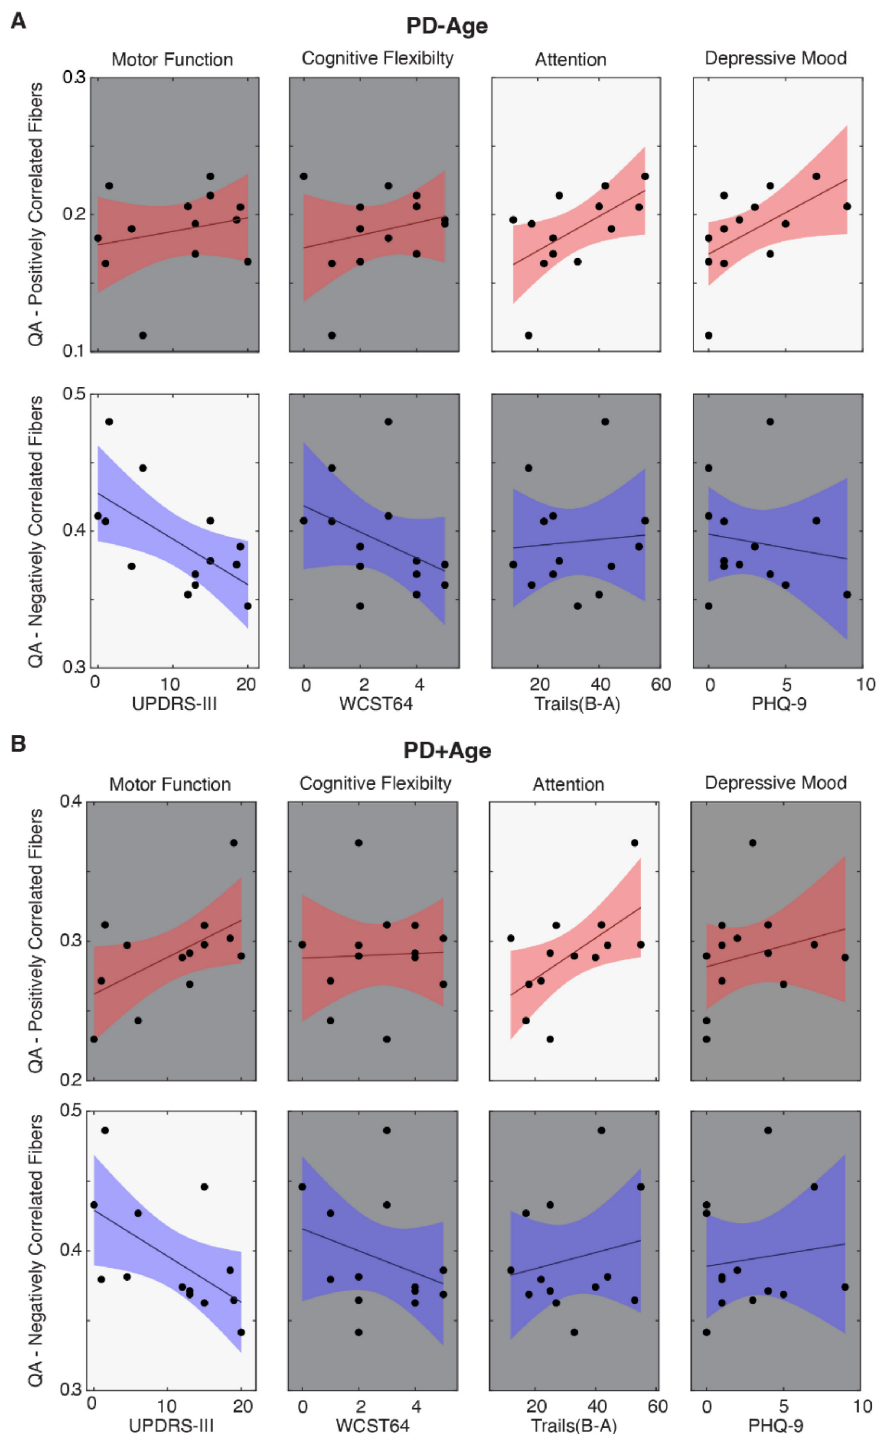 A
PD-Age
Motor Function Cognitive Flexibilty Attention Depressive Mood
QA - Positively Correlated Fibers
0.3
0.2
0.1
QA - Negatively Correlated Fibers
0.5
0.4
0.3
0 10 20 0 2 4 20 40 60 0 5 10
UPDRS-III WCST64 Trails(B-A) PHQ-9
B
PD+Age
Motor Function Cognitive Flexibilty Attention Depressive Mood
QA - Positively Correlated Fibers
0.4
0.3
0.2
QA - Negatively Correlated Fibers
0.5
0.4
0.3
0 10 20 0 2 4 20 40 60 0 5 10
UPDRS-III WCST64 Trails(B-A) PHQ-9